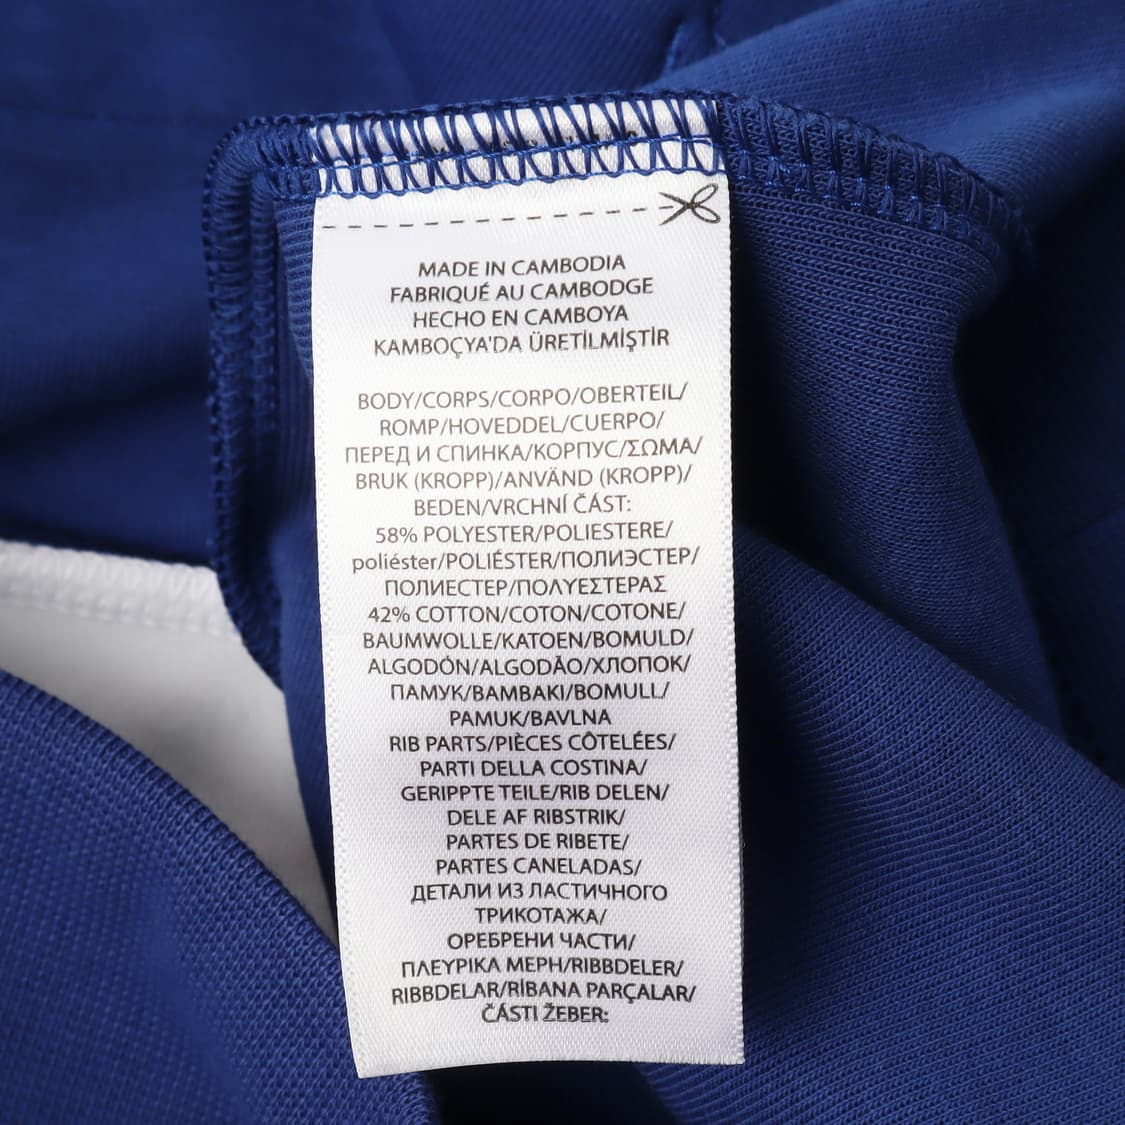 MADE IN CAMBODIA
FABRIQUÉ AU CAMBODGE
HECHO EN CAMBOYA
KAMBOÇYA'DA ÜRETİLMİŞTİR
BODY/CORPS/CORPO/OBERTEIL/
ROMP/HOVEDDEL/CUERPO/
ПЕРЕД И СПИНКА/КОРПУС/ΣΩΜΑ/
BRUK (KROPP)/ANVÄND (KROPP)/
BEDEN/VRCHNÍ ČÁST:
58% POLYESTER/POLIESTERE/
poliéster/POLIÉSTER/ПОЛИЭСТЕР/
ПОЛИЕСТЕР/ΠΟΛΥΕΣΤΕΡΑΣ
42% COTTON/COTON/COTONE/
BAUMWOLLE/KATOEN/BOMULD/
ALGODÓN/ALGODÃO/ХЛОПОК/
ПАМУК/ΒΑΜΒΑΚΙ/BOMULL/
PAMUK/BAVLNA
RIB PARTS/PIÈCES CÔTELÉES/
PARTI DELLA COSTINA/
GERIPPTE TEILE/RIB DELEN/
DELE AF RIBSTRIK/
PARTES DE RIBETE/
PARTES CANELADAS/
ДЕТАЛИ ИЗ ЛАСТИЧНОГО
ТРИКОТАЖА/
ОРЕБРЕНИ ЧАСТИ/
ΠΛΕΥΡΙΚΑ ΜΕΡΗ/RIBBDELER/
RIBBDELAR/RİBANA PARÇALAR/
ČÁSTI ŽEBER: